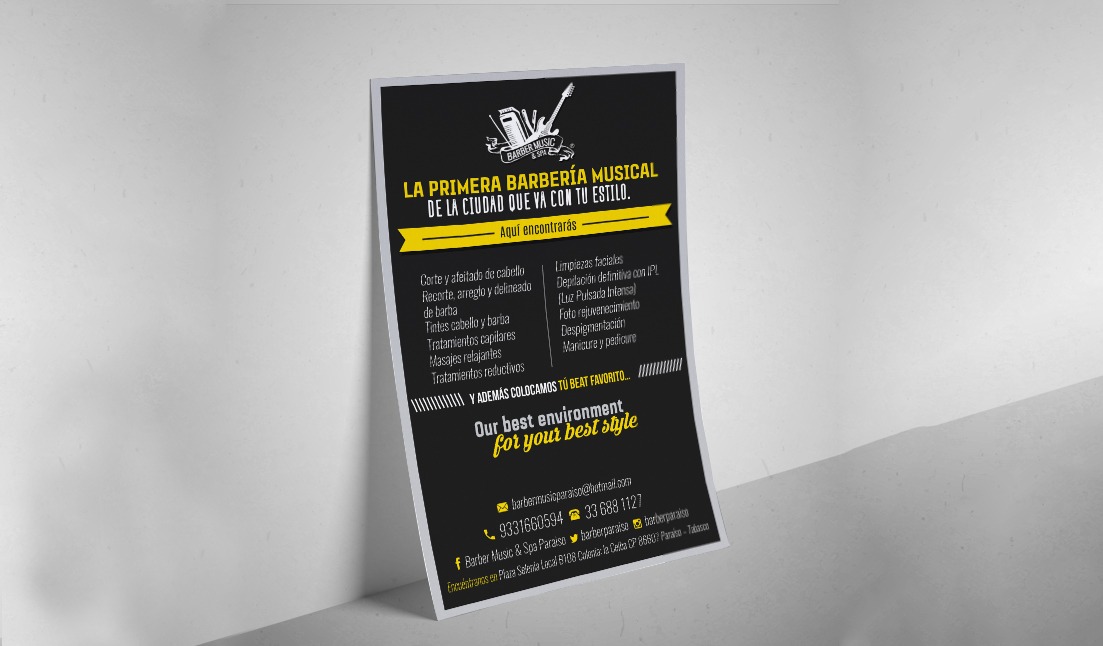 BARBER MUSIC
& SPA
LA PRIMERA BARBERÍA MUSICAL
DE LA CIUDAD QUE VA CON TU ESTILO.
Aquí encontrarás
Corte y afeitado de cabello
Recorte, arreglo y delineado
de barba
Tintes cabello y barba
Tratamientos capilares
Masajes relajantes
Tratamientos reductivos
Limpiezas faciales
Depilación definitiva con IPL
(Luz Pulsada Intensa)
Foto rejuvenecimiento
Despigmentación
Manicure y pedicure
Y ADEMÁS COLOCAMOS TÚ BEAT FAVORITO...
Our best environment
for your best style
barbermusicparaiso@hotmail.com
9331660594 33 688 1127
Barber Music & Spa Paraiso barberparaiso barberparaiso
Encuéntranos en Plaza Selenia Local B108 Colonia: la Ceiba CP 86607 Paraíso - Tabasco